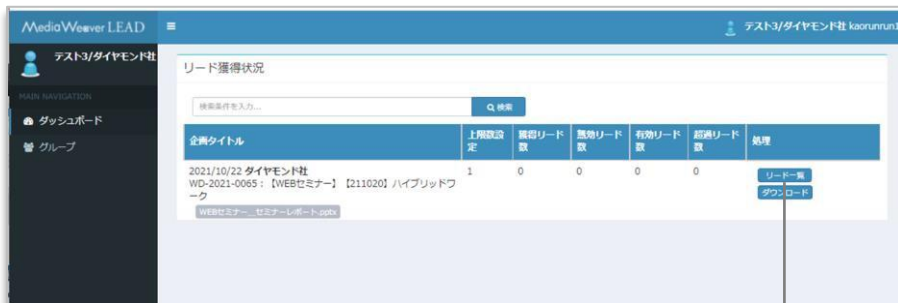 MediaWeaver LEAD
テスト3/ダイヤモンド社 kaorunrun1
テスト3/ダイヤモンド社
MAIN NAVIGATION
ダッシュボード
グループ
リード獲得状況
検索条件を入力...
検索
企画タイトル
上限数設定
獲得リード数
無効リード数
有効リード数
超過リード数
処理
2021/10/22 ダイヤモンド社
WD-2021-0065：【WEBセミナー】【211020】ハイブリッドワ
ーク
WEBセミナー__セミナーレポート.pptx
1
0
0
0
0
リード一覧
ダウンロード